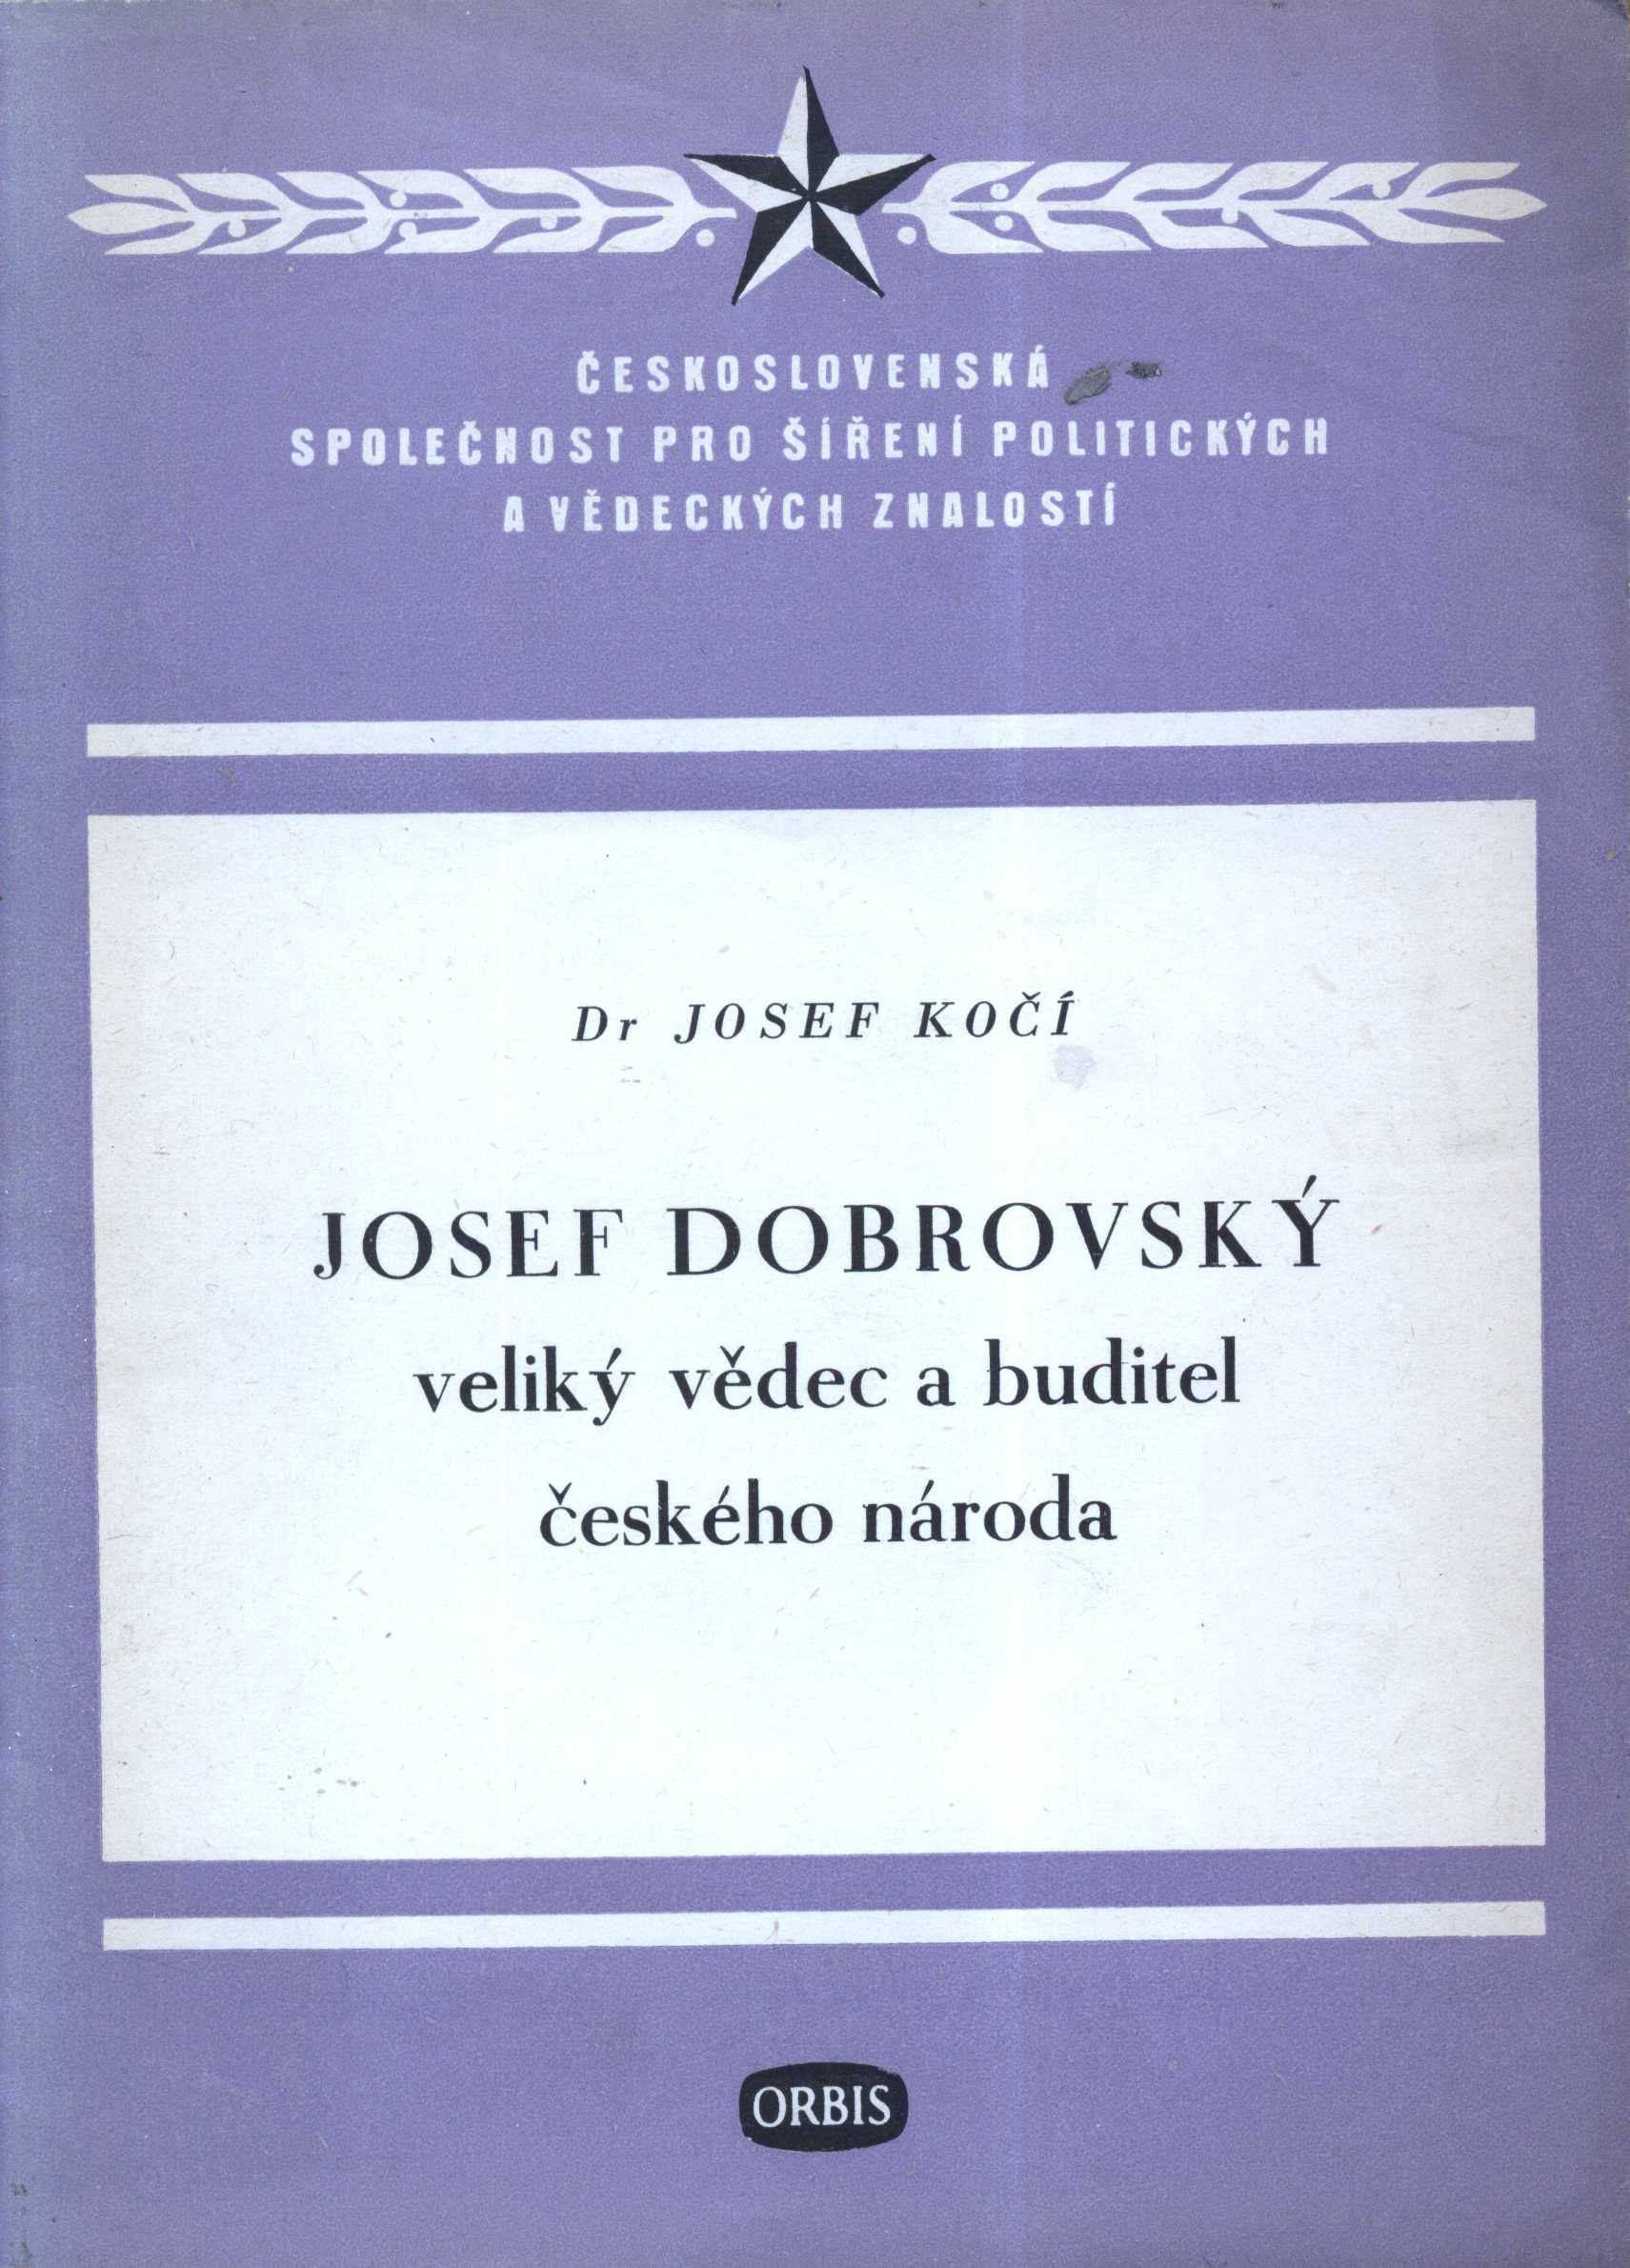 ČESKOSLOVENSKÁ
SPOLEČNOST PRO ŠÍŘENÍ POLITICKÝCH
A VĚDECKÝCH ZNALOSTÍ
Dr JOSEF KOČÍ
JOSEF DOBROVSKÝ
veliký vědec a buditel
českého národa
ORBIS